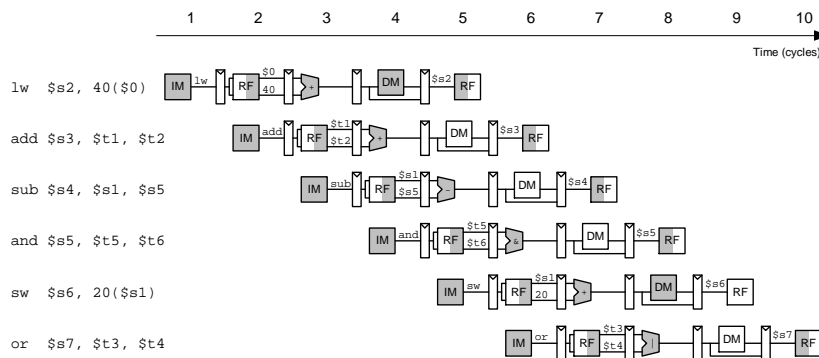 1 2 3 4 5 6 7 8 9 10
Time (cycles)
lw $s2, 40($0) IM lw RF $0 40 + DM $s2 RF
add $s3, $t1, $t2 IM add RF $t1 $t2 + DM $s3 RF
sub $s4, $s1, $s5 IM sub RF $s1 $s5 - DM $s4 RF
and $s5, $t5, $t6 IM and RF $t5 $t6 & DM $s5 RF
sw $s6, 20($s1) IM sw RF $s1 20 + DM $s6 RF
or $s7, $t3, $t4 IM or RF $t3 $t4 | DM $s7 RF